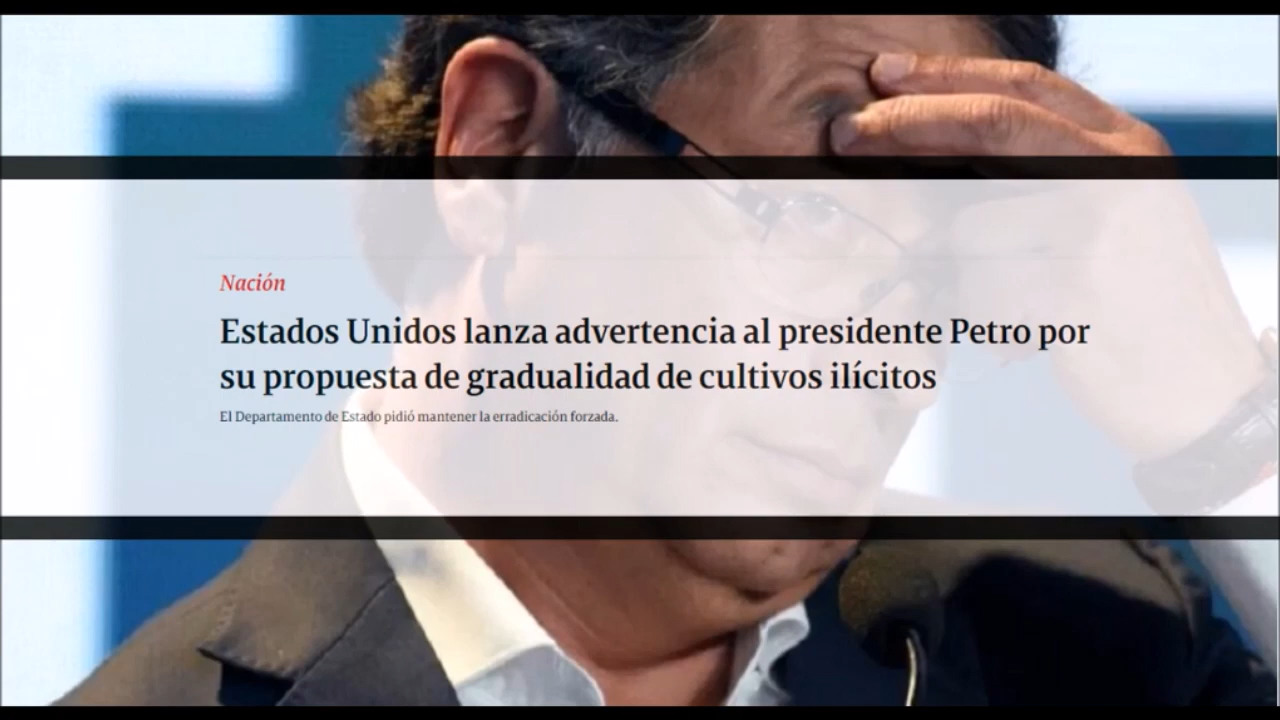 Nación
Estados Unidos lanza advertencia al presidente Petro por
su propuesta de gradualidad de cultivos ilícitos
El Departamento de Estado pidió mantener la erradicación forzada.